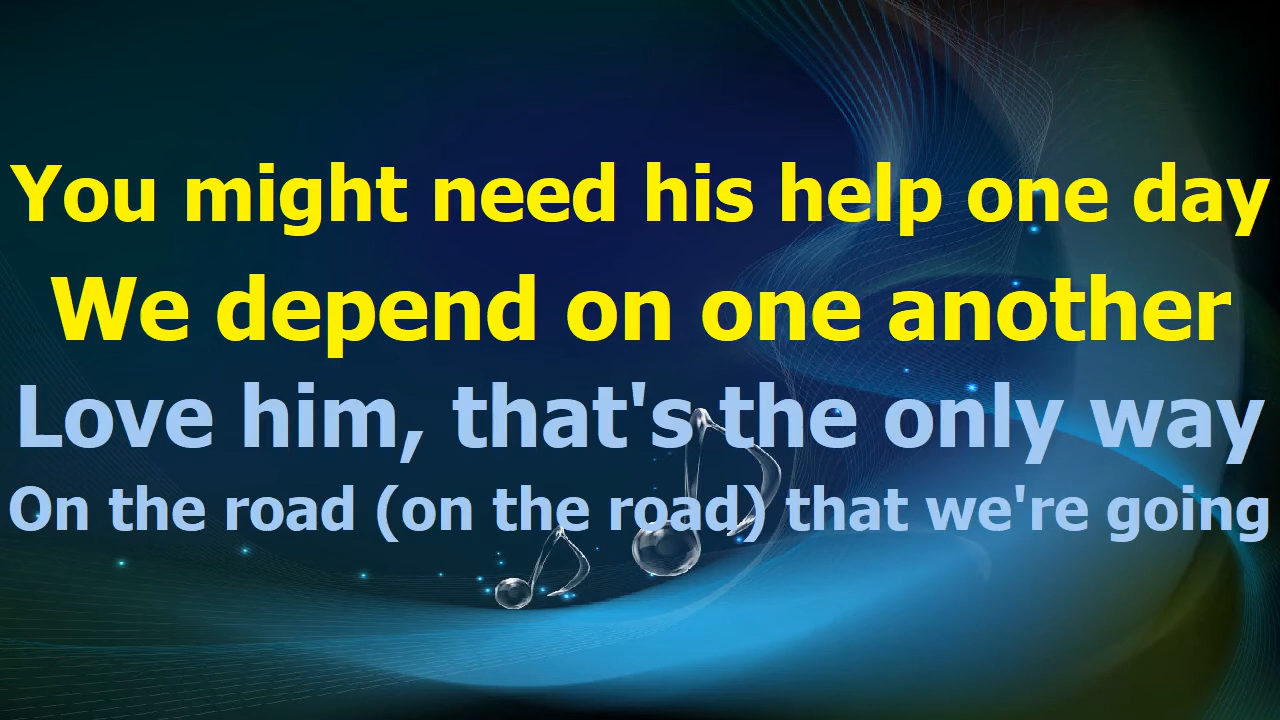 You might need his help one day
We depend on one another
Love him, that's the only way
On the road (on the road) that we're going